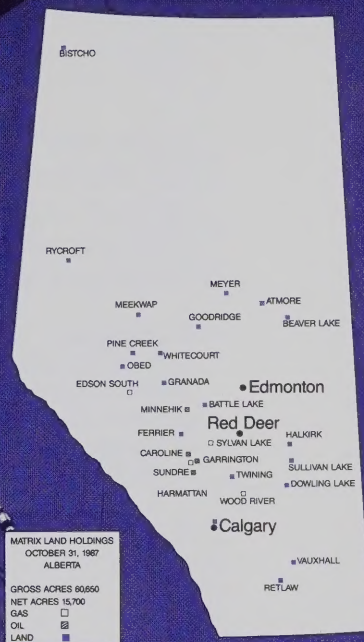 BISTCHO
RYCROFT
MEYER
MEEKWAP
ATMORE
GOODRIDGE
BEAVER LAKE
PINE CREEK
WHITECOURT
OBED
EDSON SOUTH
GRANADA
Edmonton
MINNEHIK
BATTLE LAKE
Red Deer
FERRIER
SYLVAN LAKE
HALKIRK
CAROLINE
GARRINGTON
SULLIVAN LAKE
SUNDRE
TWINING
DOWLING LAKE
HARMATTAN
WOOD RIVER
Calgary
VAUXHALL
RETLAW
MATRIX LAND HOLDINGS
OCTOBER 31, 1987
ALBERTA
GROSS ACRES 60,650
NET ACRES 15,700
GAS
OIL
LAND